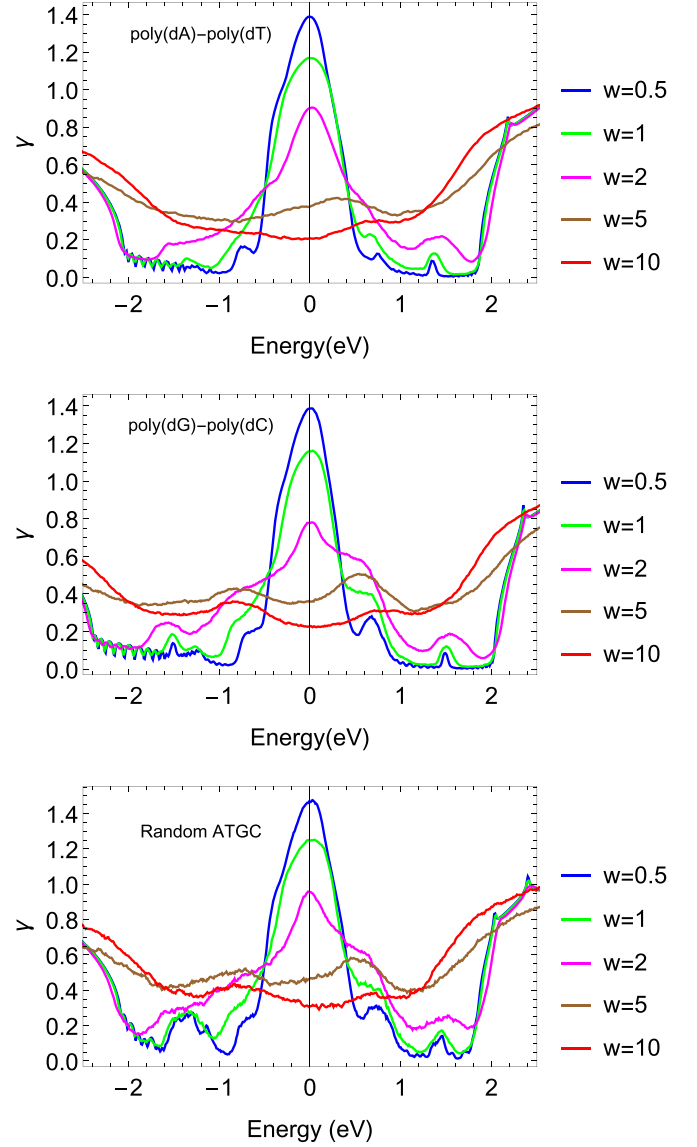 poly(dA)−poly(dT)
γ
1.4
1.2
1.0
0.8
0.6
0.4
0.2
0.0
−2 −1 0 1 2
Energy(eV)
w=0.5
w=1
w=2
w=5
w=10
poly(dG)−poly(dC)
γ
1.4
1.2
1.0
0.8
0.6
0.4
0.2
0.0
−2 −1 0 1 2
Energy(eV)
w=0.5
w=1
w=2
w=5
w=10
Random ATGC
γ
1.4
1.2
1.0
0.8
0.6
0.4
0.2
0.0
−2 −1 0 1 2
Energy (eV)
w=0.5
w=1
w=2
w=5
w=10